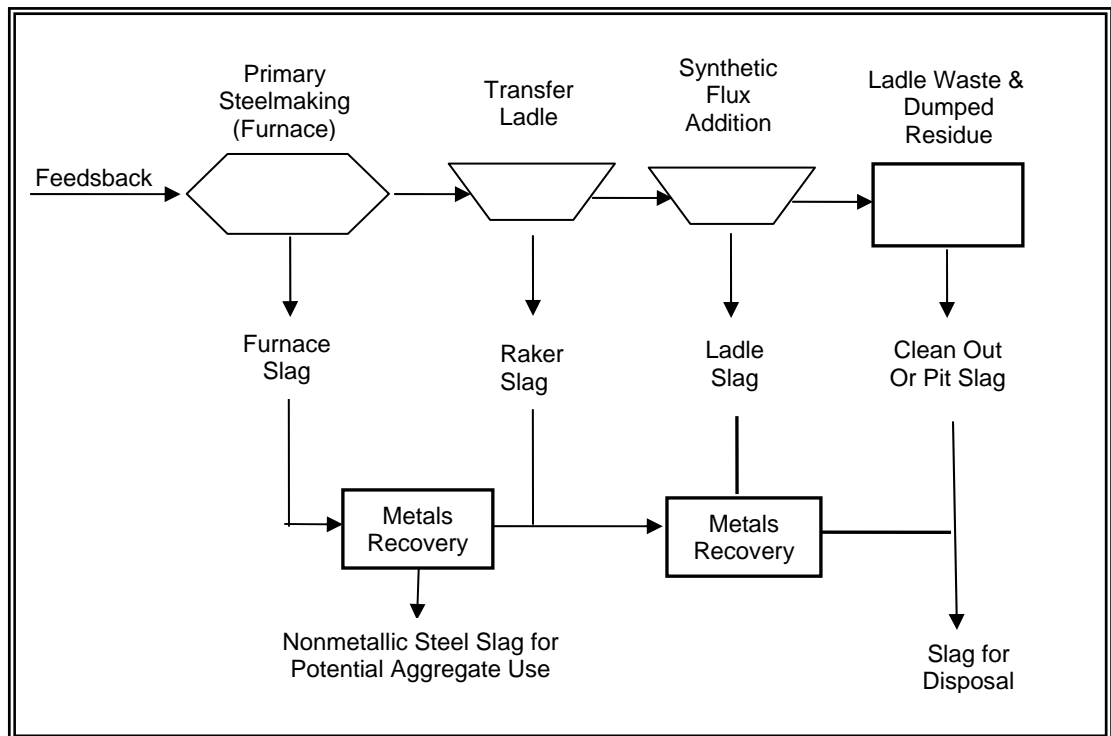 Primary
Steelmaking
(Furnace)
Transfer
Ladle
Synthetic
Flux
Addition
Ladle Waste &
Dumped
Residue
Feedsback
Furnace
Slag
Raker
Slag
Ladle
Slag
Clean Out
Or Pit Slag
Metals
Recovery
Metals
Recovery
Nonmetallic Steel Slag for
Potential Aggregate Use
Slag for
Disposal